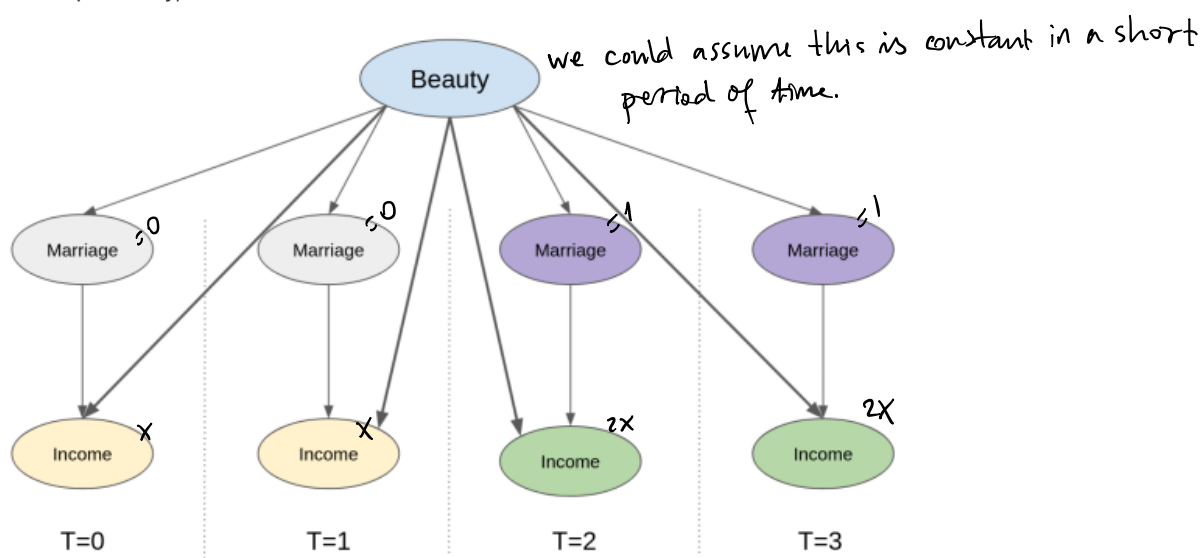 Beauty
we could assume this is constant in a short
period of time.
Marriage =0
Marriage =0
Marriage =1
Marriage =1
Income X
Income X
Income 2X
Income 2X
T=0
T=1
T=2
T=3